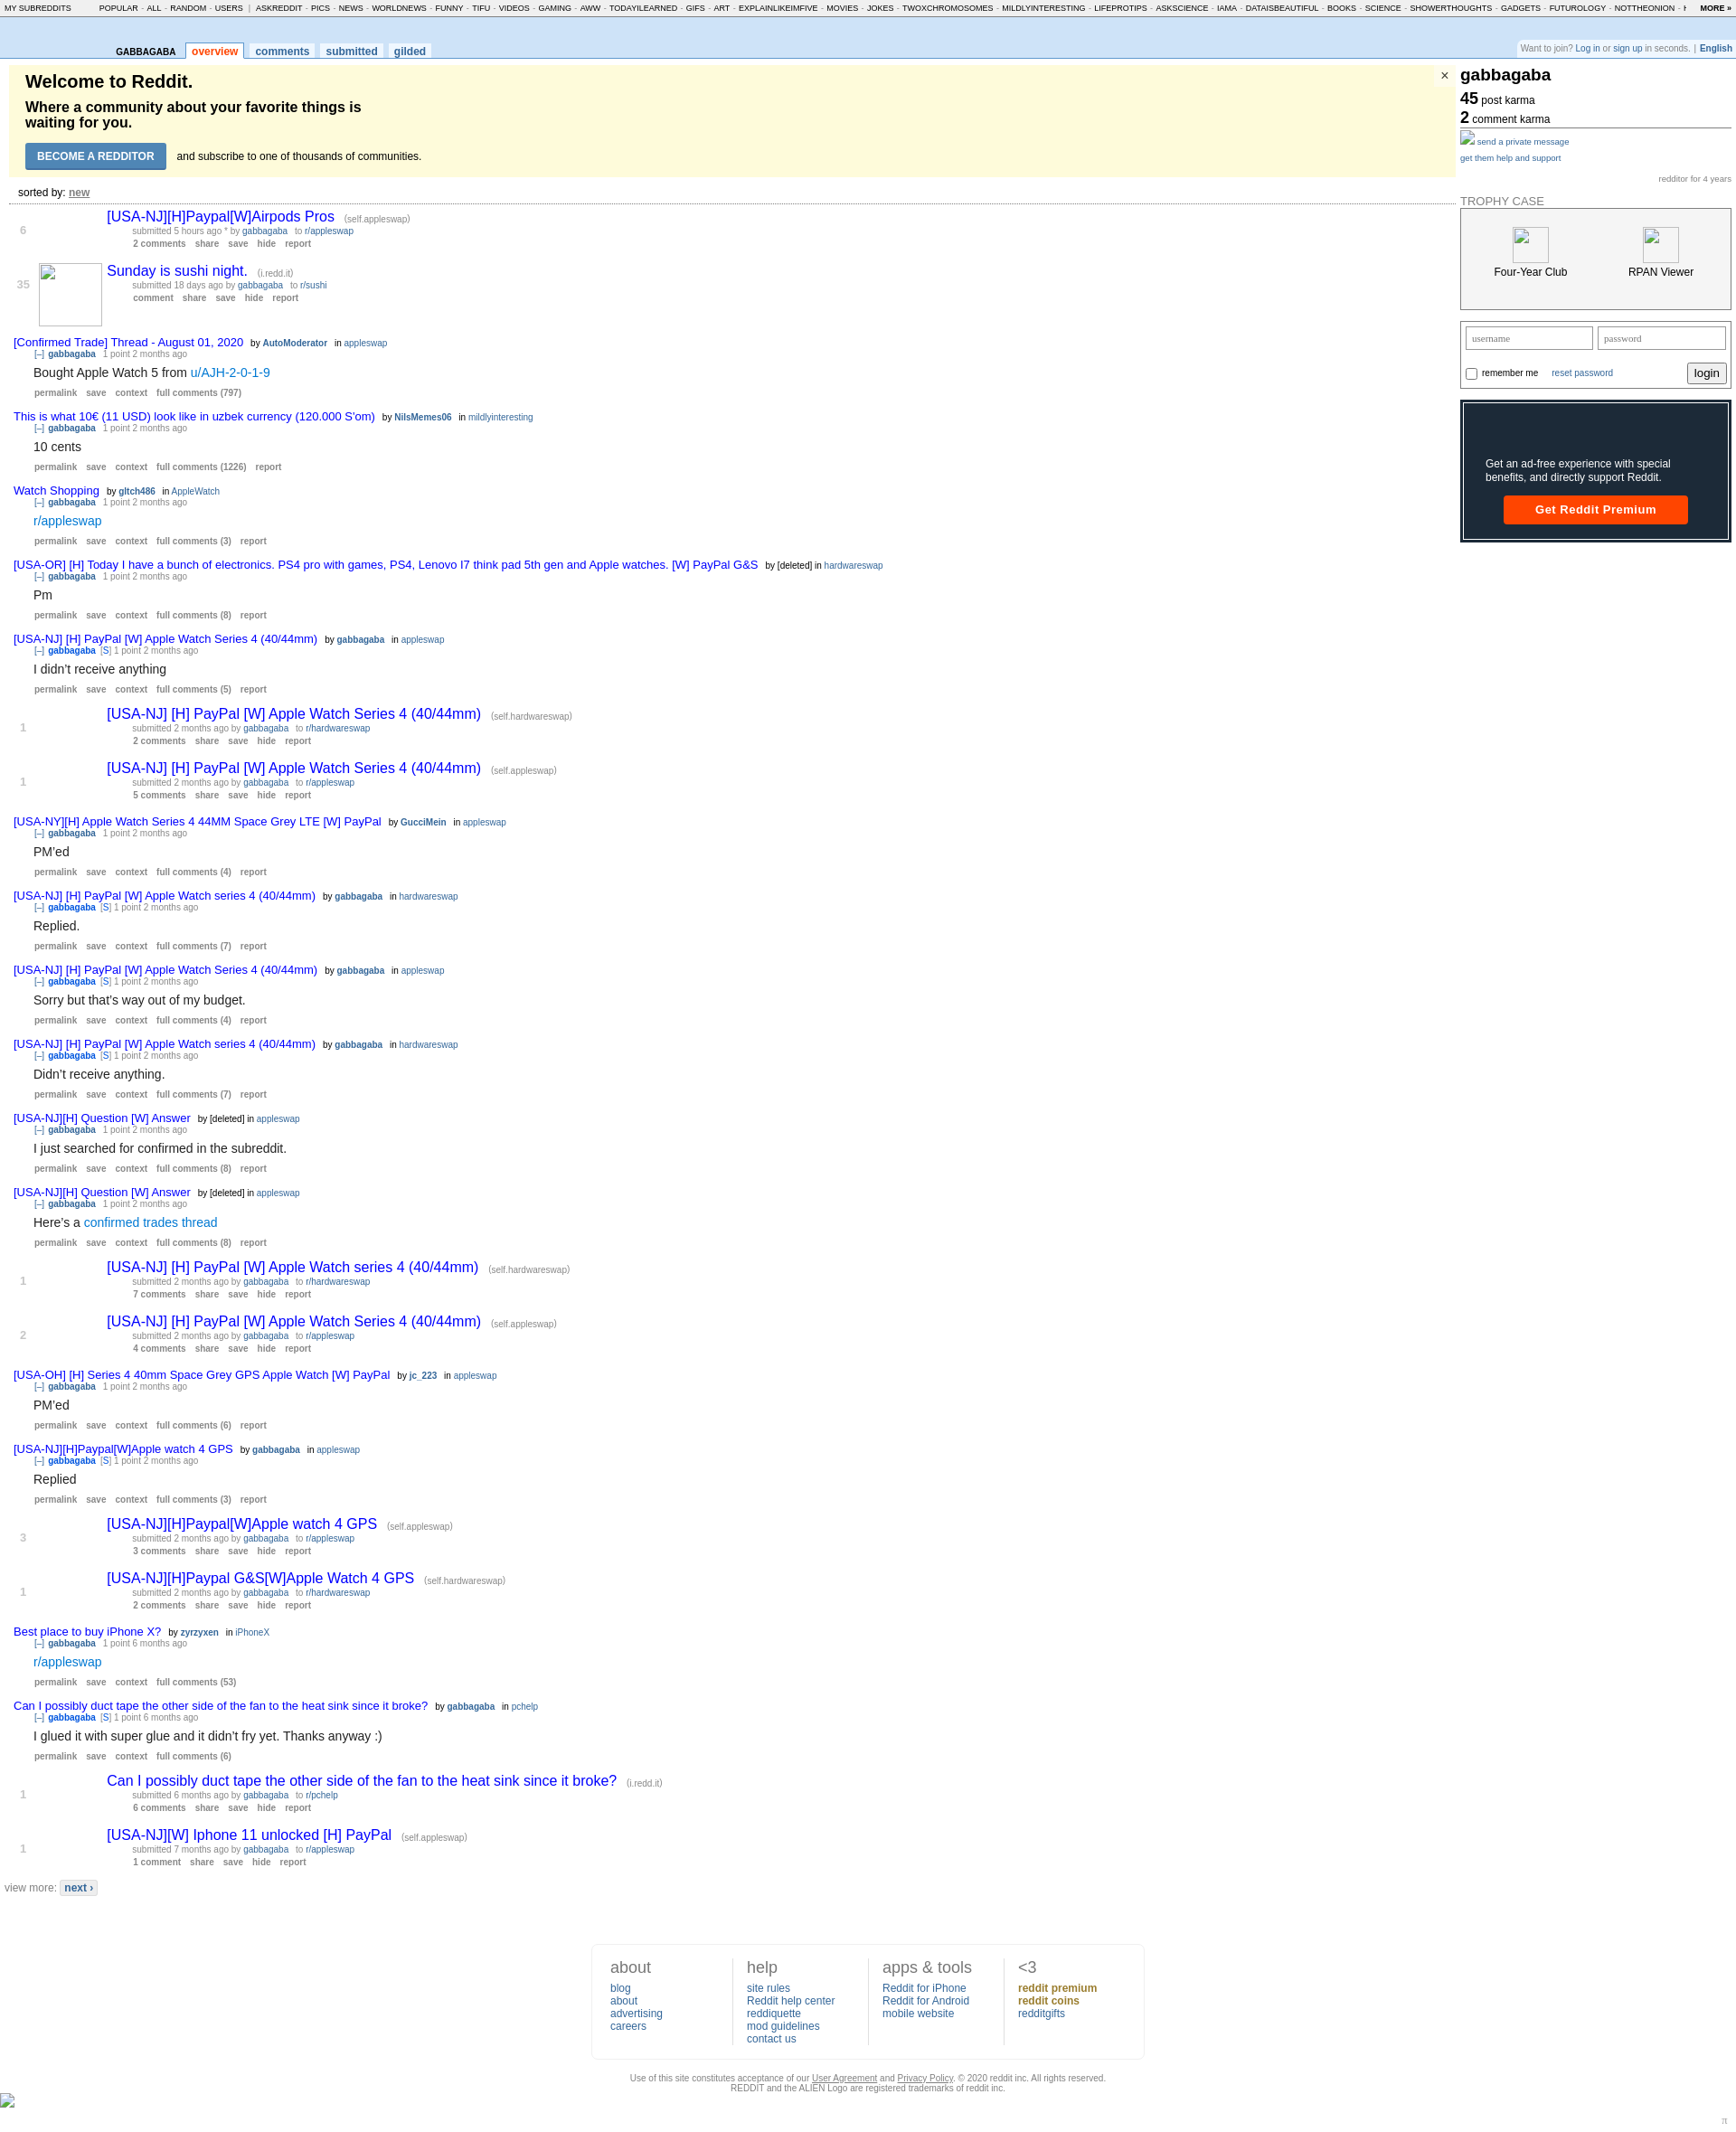 MY SUBREDDITS POPULAR - ALL - RANDOM - USERS | ASKREDDIT - PICS - NEWS - WORLDNEWS - FUNNY - TIFU - VIDEOS - GAMING - AWW - TODAYILEARNED - GIFS - ART - EXPLAINLIKEIMFIVE - MOVIES - JOKES - TWOXCHROMOSOMES - MILDLYINTERESTING - LIFEPROTIPS - ASKSCIENCE - IAMA - DATAISBEAUTIFUL - BOOKS - SCIENCE - SHOWERTHOUGHTS - GADGETS - FUTUROLOGY - NOTTHEONION - MORE »
GABBAGABA overview comments submitted gilded
Want to join? Log in or sign up in seconds. | English
Welcome to Reddit.
×
Where a community about your favorite things is
waiting for you.
BECOME A REDDITOR and subscribe to one of thousands of communities.
sorted by: new
[USA-NJ][H]Paypal[W]Airpods Pros (self.appleswap)
6
submitted 5 hours ago * by gabbagaba to r/appleswap
2 comments share save hide report
Sunday is sushi night. (i.redd.it)
35
submitted 18 days ago by gabbagaba to r/sushi
comment share save hide report
[Confirmed Trade] Thread - August 01, 2020 by AutoModerator in appleswap
[–] gabbagaba 1 point 2 months ago
Bought Apple Watch 5 from u/AJH-2-0-1-9
permalink save context full comments (797)
This is what 10€ (11 USD) look like in uzbek currency (120.000 S'om) by NilsMemes06 in mildlyinteresting
[–] gabbagaba 1 point 2 months ago
10 cents
permalink save context full comments (1226) report
Watch Shopping by gltch486 in AppleWatch
[–] gabbagaba 1 point 2 months ago
r/appleswap
permalink save context full comments (3) report
[USA-OR] [H] Today I have a bunch of electronics. PS4 pro with games, PS4, Lenovo I7 think pad 5th gen and Apple watches. [W] PayPal G&S by [deleted] in hardwareswap
[–] gabbagaba 1 point 2 months ago
Pm
permalink save context full comments (8) report
[USA-NJ] [H] PayPal [W] Apple Watch Series 4 (40/44mm) by gabbagaba in appleswap
[–] gabbagaba [S] 1 point 2 months ago
I didn’t receive anything
permalink save context full comments (5) report
[USA-NJ] [H] PayPal [W] Apple Watch Series 4 (40/44mm) (self.hardwareswap)
1
submitted 2 months ago by gabbagaba to r/hardwareswap
2 comments share save hide report
[USA-NJ] [H] PayPal [W] Apple Watch Series 4 (40/44mm) (self.appleswap)
1
submitted 2 months ago by gabbagaba to r/appleswap
5 comments share save hide report
[USA-NY][H] Apple Watch Series 4 44MM Space Grey LTE [W] PayPal by GucciMein in appleswap
[–] gabbagaba 1 point 2 months ago
PM’ed
permalink save context full comments (4) report
[USA-NJ] [H] PayPal [W] Apple Watch series 4 (40/44mm) by gabbagaba in hardwareswap
[–] gabbagaba [S] 1 point 2 months ago
Replied.
permalink save context full comments (7) report
[USA-NJ] [H] PayPal [W] Apple Watch Series 4 (40/44mm) by gabbagaba in appleswap
[–] gabbagaba [S] 1 point 2 months ago
Sorry but that’s way out of my budget.
permalink save context full comments (4) report
[USA-NJ] [H] PayPal [W] Apple Watch series 4 (40/44mm) by gabbagaba in hardwareswap
[–] gabbagaba [S] 1 point 2 months ago
Didn’t receive anything.
permalink save context full comments (7) report
[USA-NJ][H] Question [W] Answer by [deleted] in appleswap
[–] gabbagaba 1 point 2 months ago
I just searched for confirmed in the subreddit.
permalink save context full comments (8) report
[USA-NJ][H] Question [W] Answer by [deleted] in appleswap
[–] gabbagaba 1 point 2 months ago
Here’s a confirmed trades thread
permalink save context full comments (8) report
[USA-NJ] [H] PayPal [W] Apple Watch series 4 (40/44mm) (self.hardwareswap)
1
submitted 2 months ago by gabbagaba to r/hardwareswap
7 comments share save hide report
[USA-NJ] [H] PayPal [W] Apple Watch Series 4 (40/44mm) (self.appleswap)
2
submitted 2 months ago by gabbagaba to r/appleswap
4 comments share save hide report
[USA-OH] [H] Series 4 40mm Space Grey GPS Apple Watch [W] PayPal by jc_223 in appleswap
[–] gabbagaba 1 point 2 months ago
PM’ed
permalink save context full comments (6) report
[USA-NJ][H]Paypal[W]Apple watch 4 GPS by gabbagaba in appleswap
[–] gabbagaba [S] 1 point 2 months ago
Replied
permalink save context full comments (3) report
[USA-NJ][H]Paypal[W]Apple watch 4 GPS (self.appleswap)
3
submitted 2 months ago by gabbagaba to r/appleswap
3 comments share save hide report
[USA-NJ][H]Paypal G&S[W]Apple Watch 4 GPS (self.hardwareswap)
1
submitted 2 months ago by gabbagaba to r/hardwareswap
2 comments share save hide report
Best place to buy iPhone X? by zyrzyxen in iPhoneX
[–] gabbagaba 1 point 6 months ago
r/appleswap
permalink save context full comments (53)
Can I possibly duct tape the other side of the fan to the heat sink since it broke? by gabbagaba in pchelp
[–] gabbagaba [S] 1 point 6 months ago
I glued it with super glue and it didn’t fry yet. Thanks anyway :)
permalink save context full comments (6)
Can I possibly duct tape the other side of the fan to the heat sink since it broke? (i.redd.it)
1
submitted 6 months ago by gabbagaba to r/pchelp
6 comments share save hide report
[USA-NJ][W] Iphone 11 unlocked [H] PayPal (self.appleswap)
1
submitted 7 months ago by gabbagaba to r/appleswap
1 comment share save hide report
view more: next ›
gabbagaba
45 post karma
2 comment karma
send a private message
get them help and support
redditor for 4 years
TROPHY CASE
Four-Year Club RPAN Viewer
username password
remember me reset password login
Get an ad-free experience with special
benefits, and directly support Reddit.
Get Reddit Premium
about
blog
about
advertising
careers
help
site rules
Reddit help center
reddiquette
mod guidelines
contact us
apps & tools
Reddit for iPhone
Reddit for Android
mobile website
<3
reddit premium
reddit coins
redditgifts
Use of this site constitutes acceptance of our User Agreement and Privacy Policy. © 2020 reddit inc. All rights reserved.
REDDIT and the ALIEN Logo are registered trademarks of reddit inc.
π